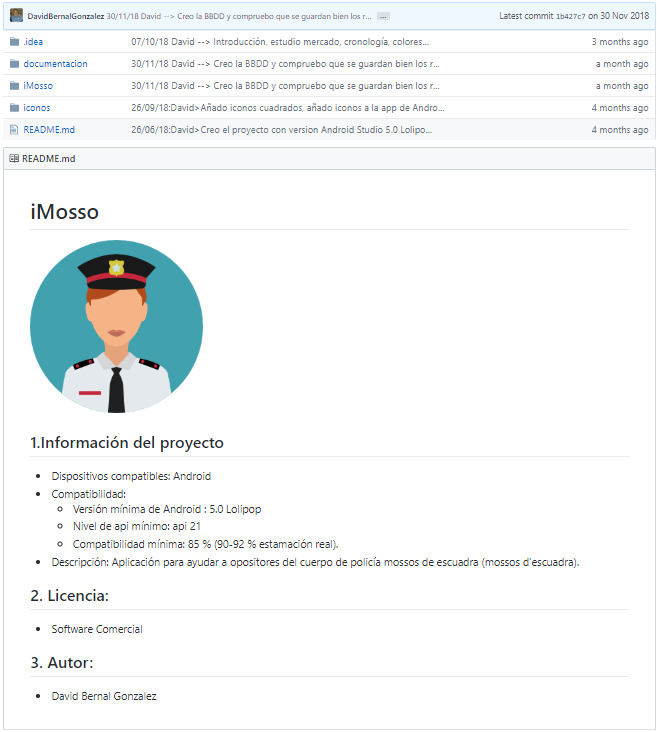 DavidBernalGonzalez 30/11/18 David --> Creo la BBDD y compruebo que se guardan bien los r... ... Latest commit 1b427c7 on 30 Nov 2018
.idea 07/10/18 David --> Introducción, estudio mercado, cronología, colores... 3 months ago
documentacion 30/11/18 David --> Creo la BBDD y compruebo que se guardan bien los r... a month ago
iMosso 30/11/18 David --> Creo la BBDD y compruebo que se guardan bien los r... a month ago
iconos 26/09/18:David>Añado iconos cuadrados, añado iconos a la app de Andro... 4 months ago
README.md 26/06/18:David>Creo el proyecto con version Android Studio 5.0 Lolipo... 4 months ago
README.md
iMosso
1.Información del proyecto
• Dispositivos compatibles: Android
• Compatibilidad:
○ Versión mínima de Android : 5.0 Lolipop
○ Nivel de api mínimo: api 21
○ Compatibilidad mínima: 85 % (90-92 % estamación real).
• Descripción: Aplicación para ayudar a opositores del cuerpo de policía mossos de escuadra (mossos d'escuadra).
2. Licencia:
• Software Comercial
3. Autor:
• David Bernal Gonzalez